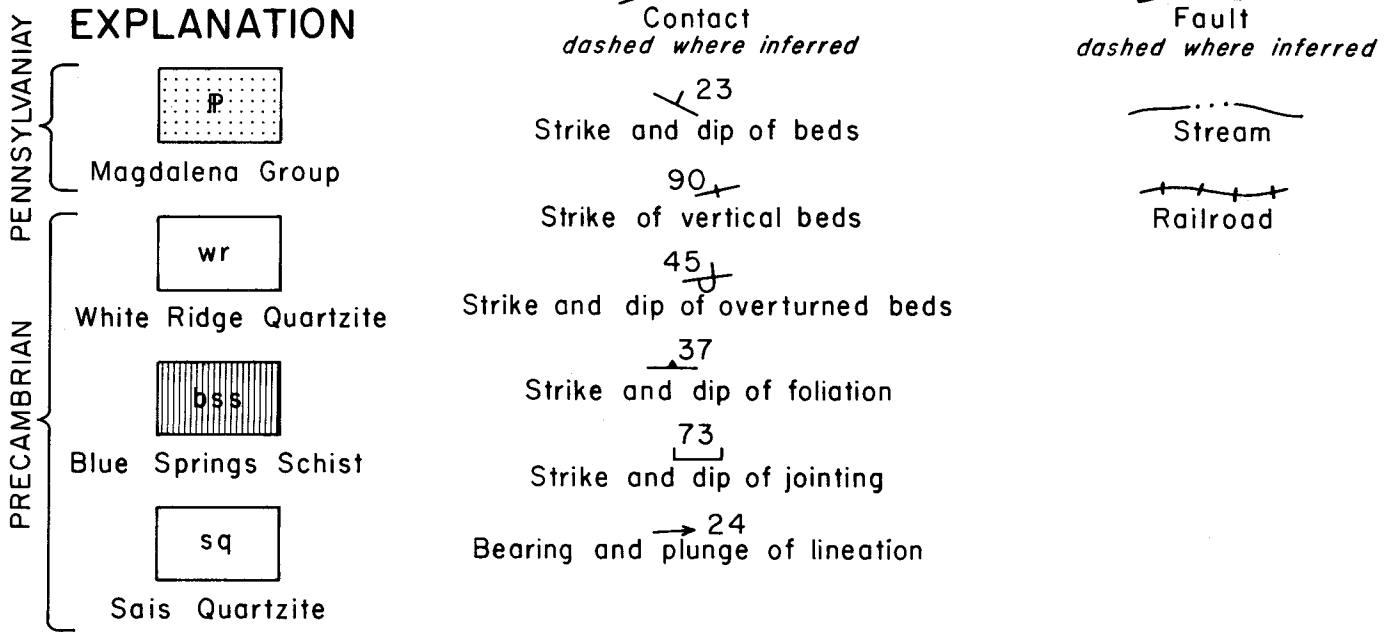 EXPLANATION
PENNSYLVANIAY
IP
Magdalena Group
PRECAMBRIAN
wr
White Ridge Quartzite
bss
Blue Springs Schist
sq
Sais Quartzite
Contact
dashed where inferred
23
Strike and dip of beds
90
Strike of vertical beds
45
Strike and dip of overturned beds
37
Strike and dip of foliation
73
Strike and dip of jointing
24
Bearing and plunge of lineation
Fault
dashed where inferred
Stream
Railroad